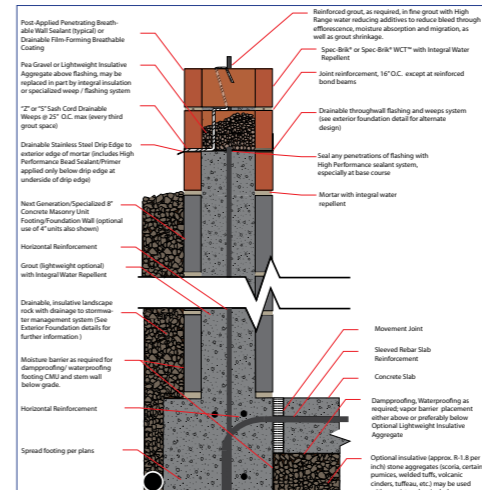 Post-Applied Penetrating Breath-
able Wall Sealant (typical) or
Drainable Film-Forming Breathable
Coating
Pea Gravel or Lightweight Insulative
Aggregate above flashing, may be
replaced in part by integral insulation
or specialized weep / flashing system
"Z" or "S" Sash Cord Drainable
Weeps @ 25" O.C. max (every third
grout space)
Drainable Stainless Steel Drip Edge to
exterior edge of mortar (includes High
Performance Bead Sealant/Primer
applied only below drip edge at
underside of drip edge)
Next Generation/Specialized 8"
Concrete Masonry Unit
Footing/Foundation Wall (optional
use of 4" units also shown)
Horizontal Reinforcement
Grout (lightweight optional)
with Integral Water Repellent
Drainable, insulative landscape
rock with drainage to stormwa-
ter management system (See
Exterior Foundation details for
further information )
Moisture barrier as required for
dampproofing/ waterproofing
footing CMU and stem wall
below grade.
Horizontal Reinforcement
Spread footing per plans
Reinforced grout, as required, in fine grout with High
Range water reducing additives to reduce bleed through
efflorescence, moisture absorption and migration, as
well as grout shrinkage.
Spec-Brik® or Spec-Brik® WCT™ with Integral Water
Repellent
Joint reinforcement, 16" O.C. except at reinforced
bond beams
Drainable throughwall flashing and weeps system
(see exterior foundation detail for alternate
design)
Seal any penetrations of flashing with
High Performance sealant system,
especially at base course
Mortar with integral water
repellent
Movement Joint
Sleeved Rebar Slab
Reinforcement
Concrete Slab
Dampproofing, Waterproofing as
required; vapor barrier placement
either above or preferably below
Optional Lightweight Insulative
Aggregate
Optional insulative (approx. R-1.8 per
inch) stone aggregates (scoria, certain
pumices, welded tuffs, volcanic
cinders, tuffeau, etc.) may be used